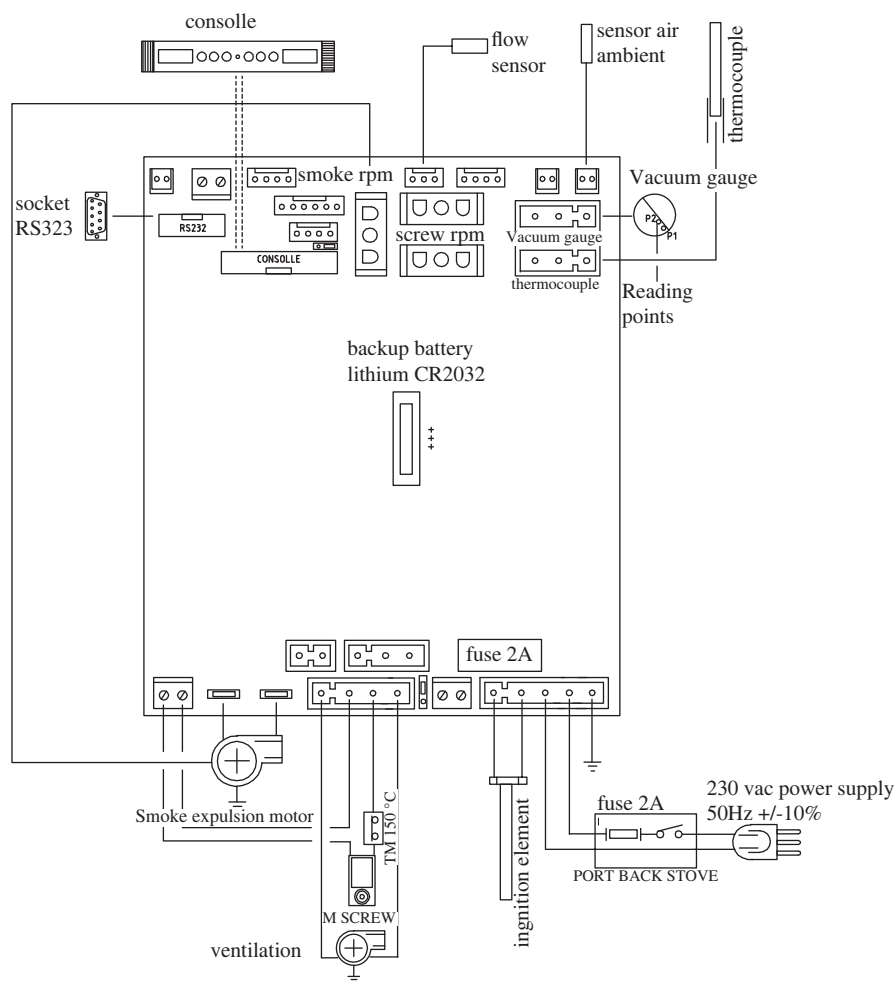 consolle
flow
sensor
sensor air
ambient
thermocouple
socket
RS323
RS232
smoke rpm
screw rpm
CONSOLLE
Vacuum gauge
thermocouple
Vacuum gauge
P2
P1
Reading
points
backup battery
lithium CR2032
+++
fuse 2A
Smoke expulsion motor
TM 150 °C
M SCREW
ventilation
ingnition element
fuse 2A
I
PORT BACK STOVE
230 vac power supply
50Hz +/-10%